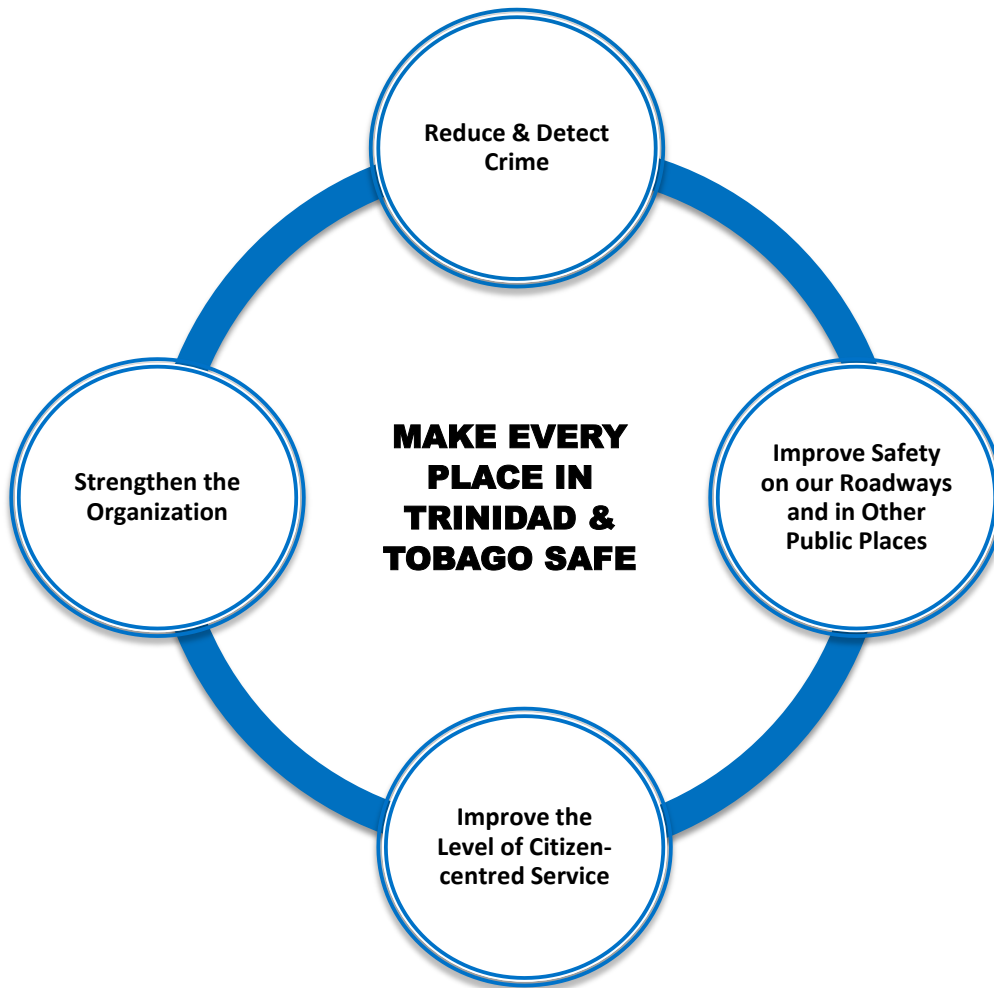 Reduce & Detect
Crime
Strengthen the
Organization
MAKE EVERY
PLACE IN
TRINIDAD &
TOBAGO SAFE
Improve Safety
on our Roadways
and in Other
Public Places
Improve the
Level of Citizen-
centred Service